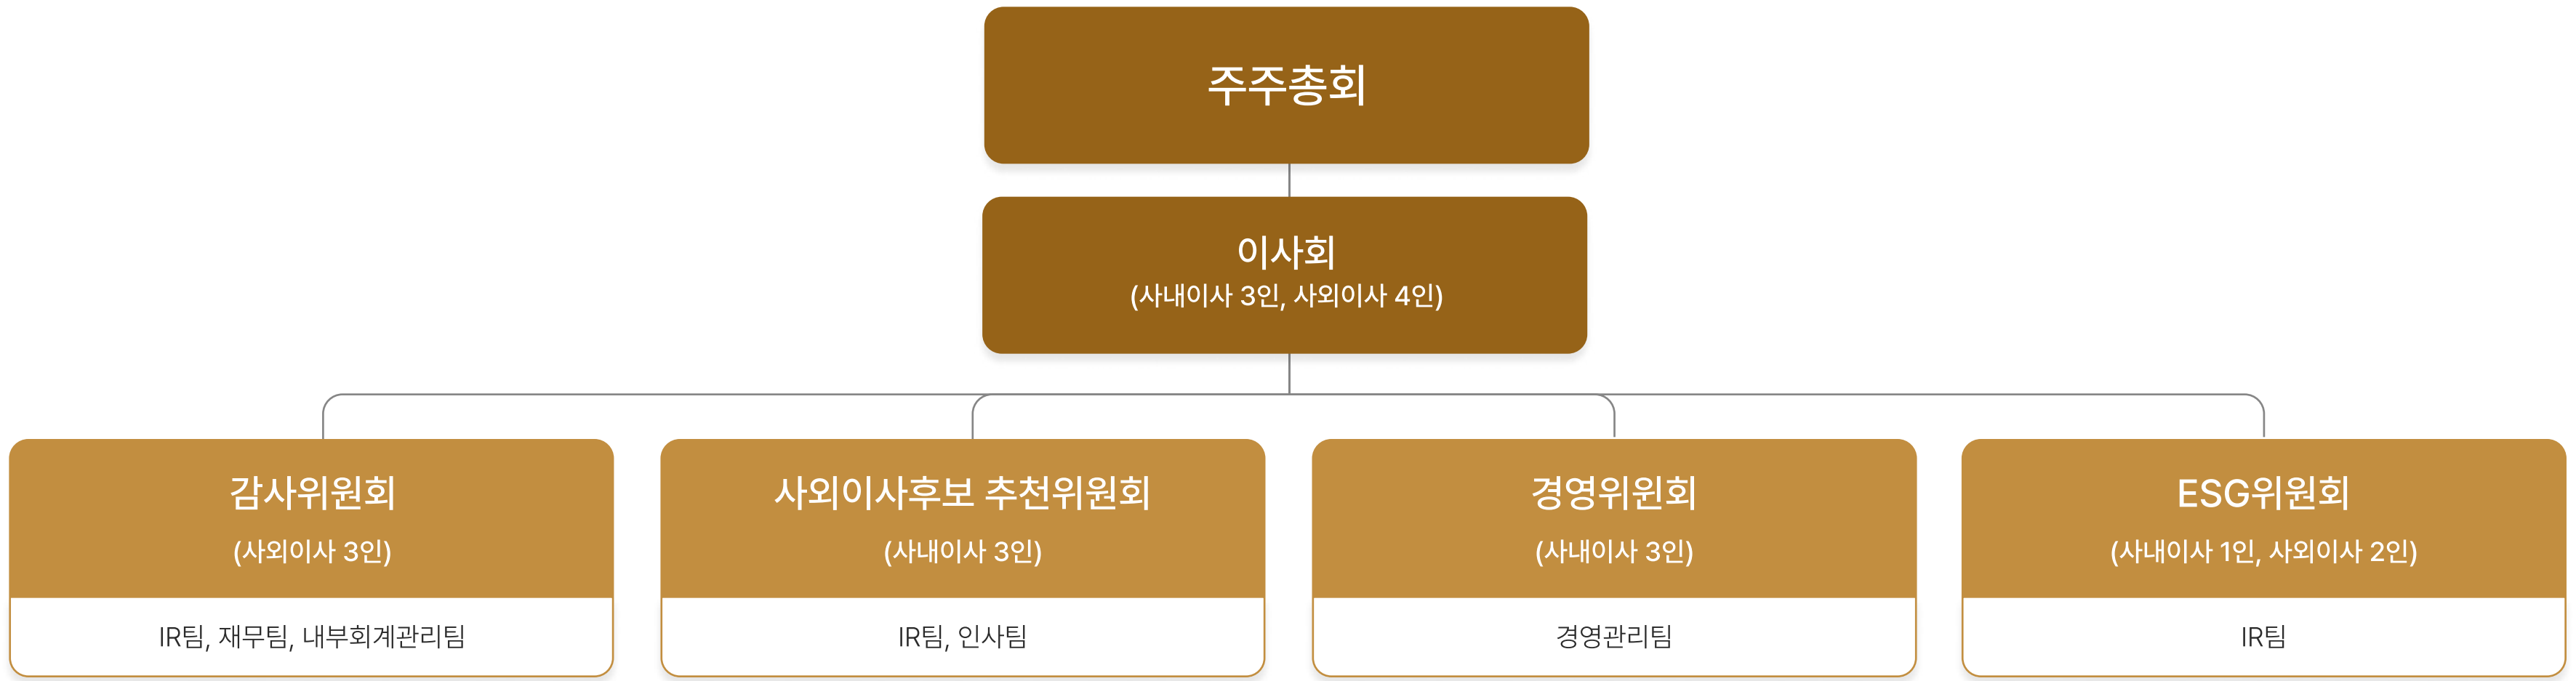 주주총회
이사회
(사내이사 3인, 사외이사 4인)
감사위원회
(사외이사 3인)
IR팀, 재무팀, 내부회계관리팀
사외이사후보 추천위원회
(사내이사 3인)
IR팀, 인사팀
경영위윈회
(사내이사 3인)
경영관리팀
ESG위원회
(사내이사 1인, 사외이사 2인)
IR팀